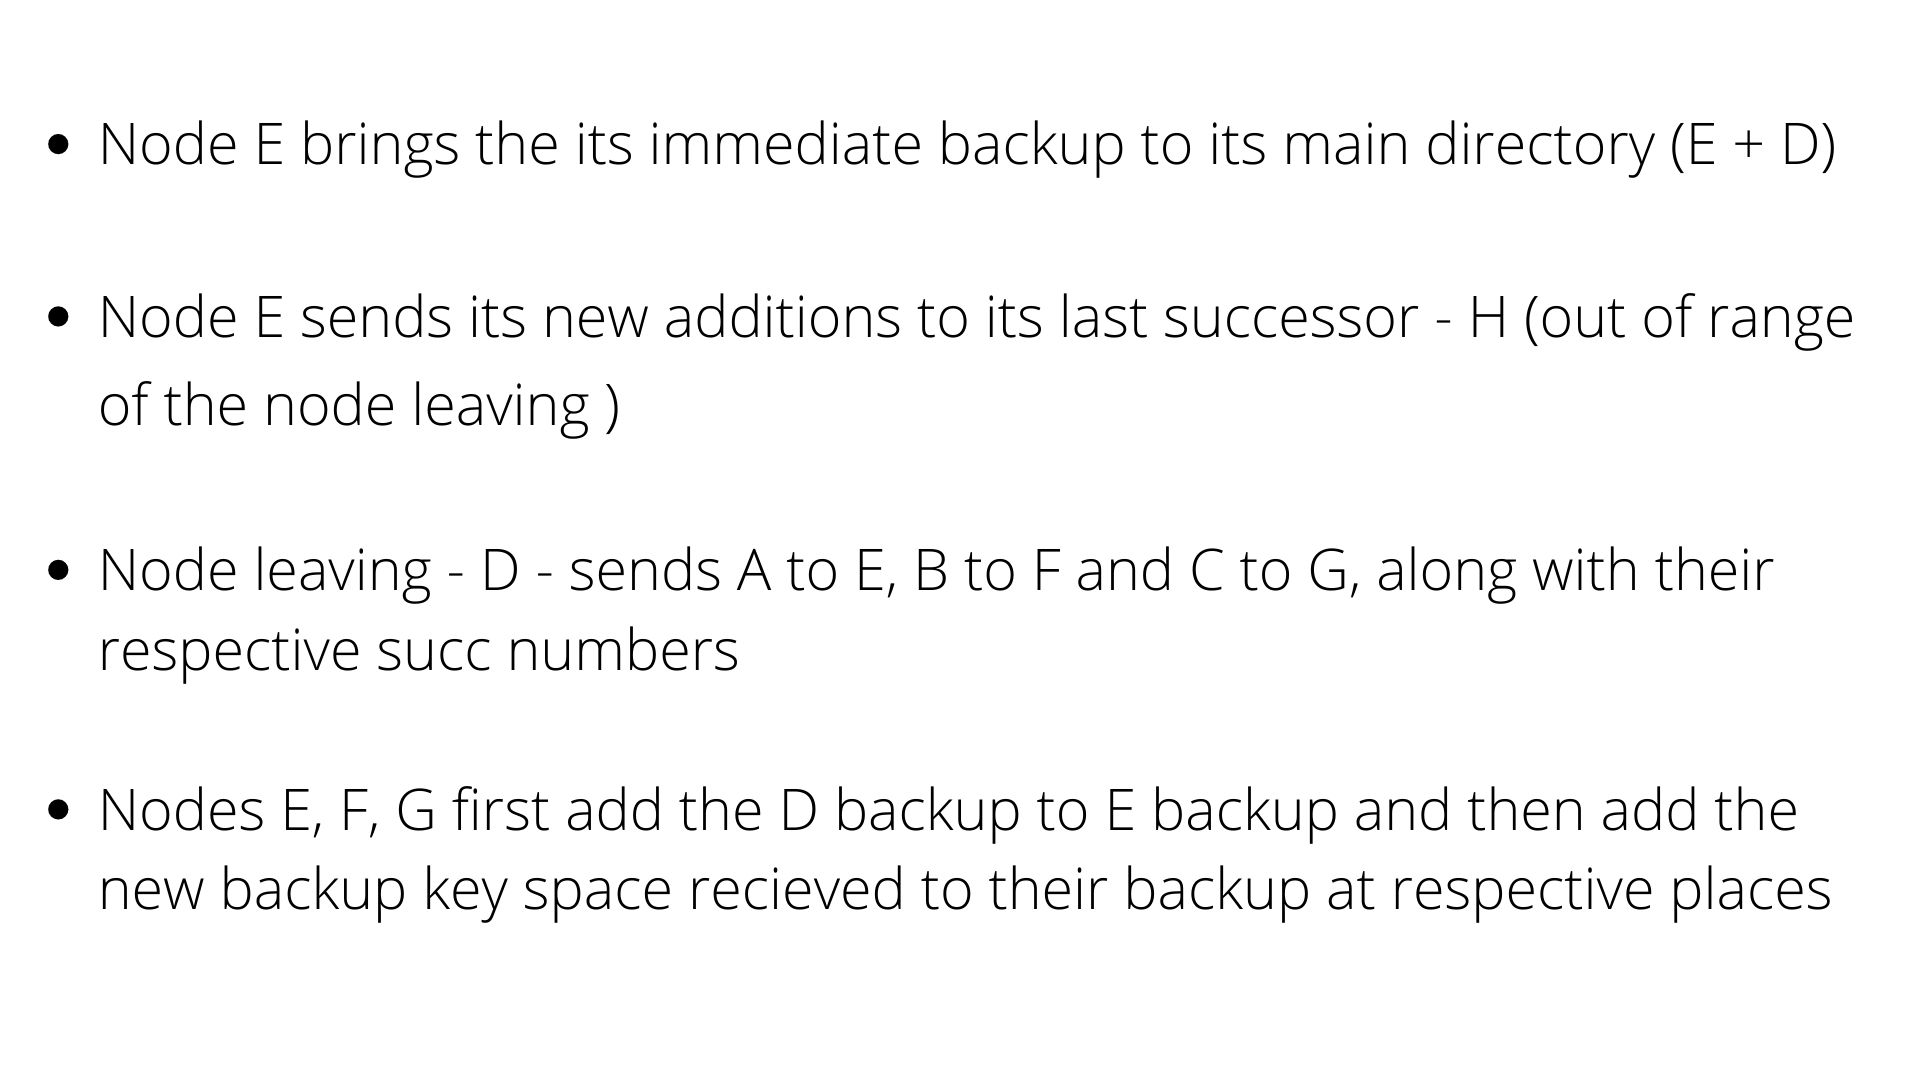 • Node E brings the its immediate backup to its main directory (E + D)
• Node E sends its new additions to its last successor - H (out of range
of the node leaving )
• Node leaving - D - sends A to E, B to F and C to G, along with their
respective succ numbers
• Nodes E, F, G first add the D backup to E backup and then add the
new backup key space recieved to their backup at respective places